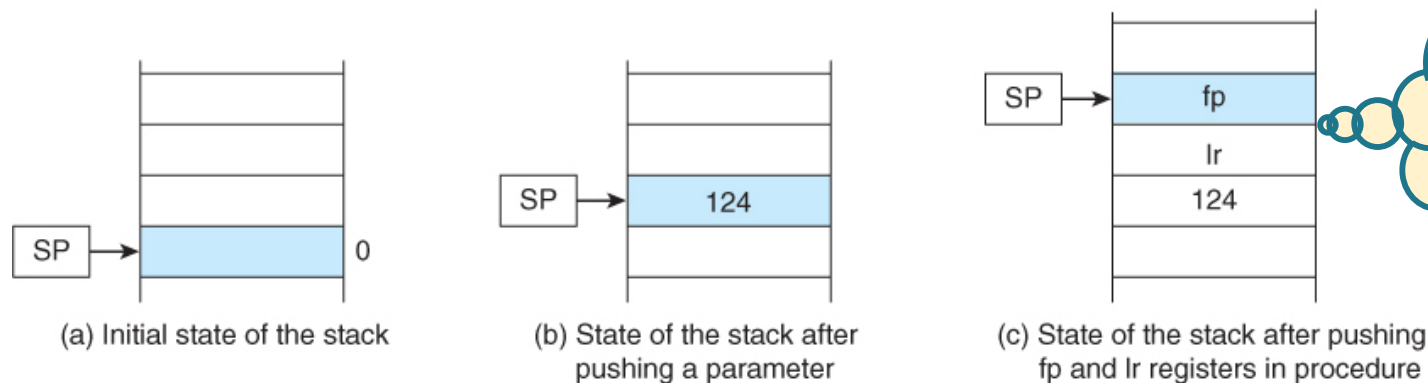 SP
0
(a) Initial state of the stack
SP
124
(b) State of the stack after
pushing a parameter
SP
fp
lr
124
(c) State of the stack after pushing
fp and lr registers in procedure